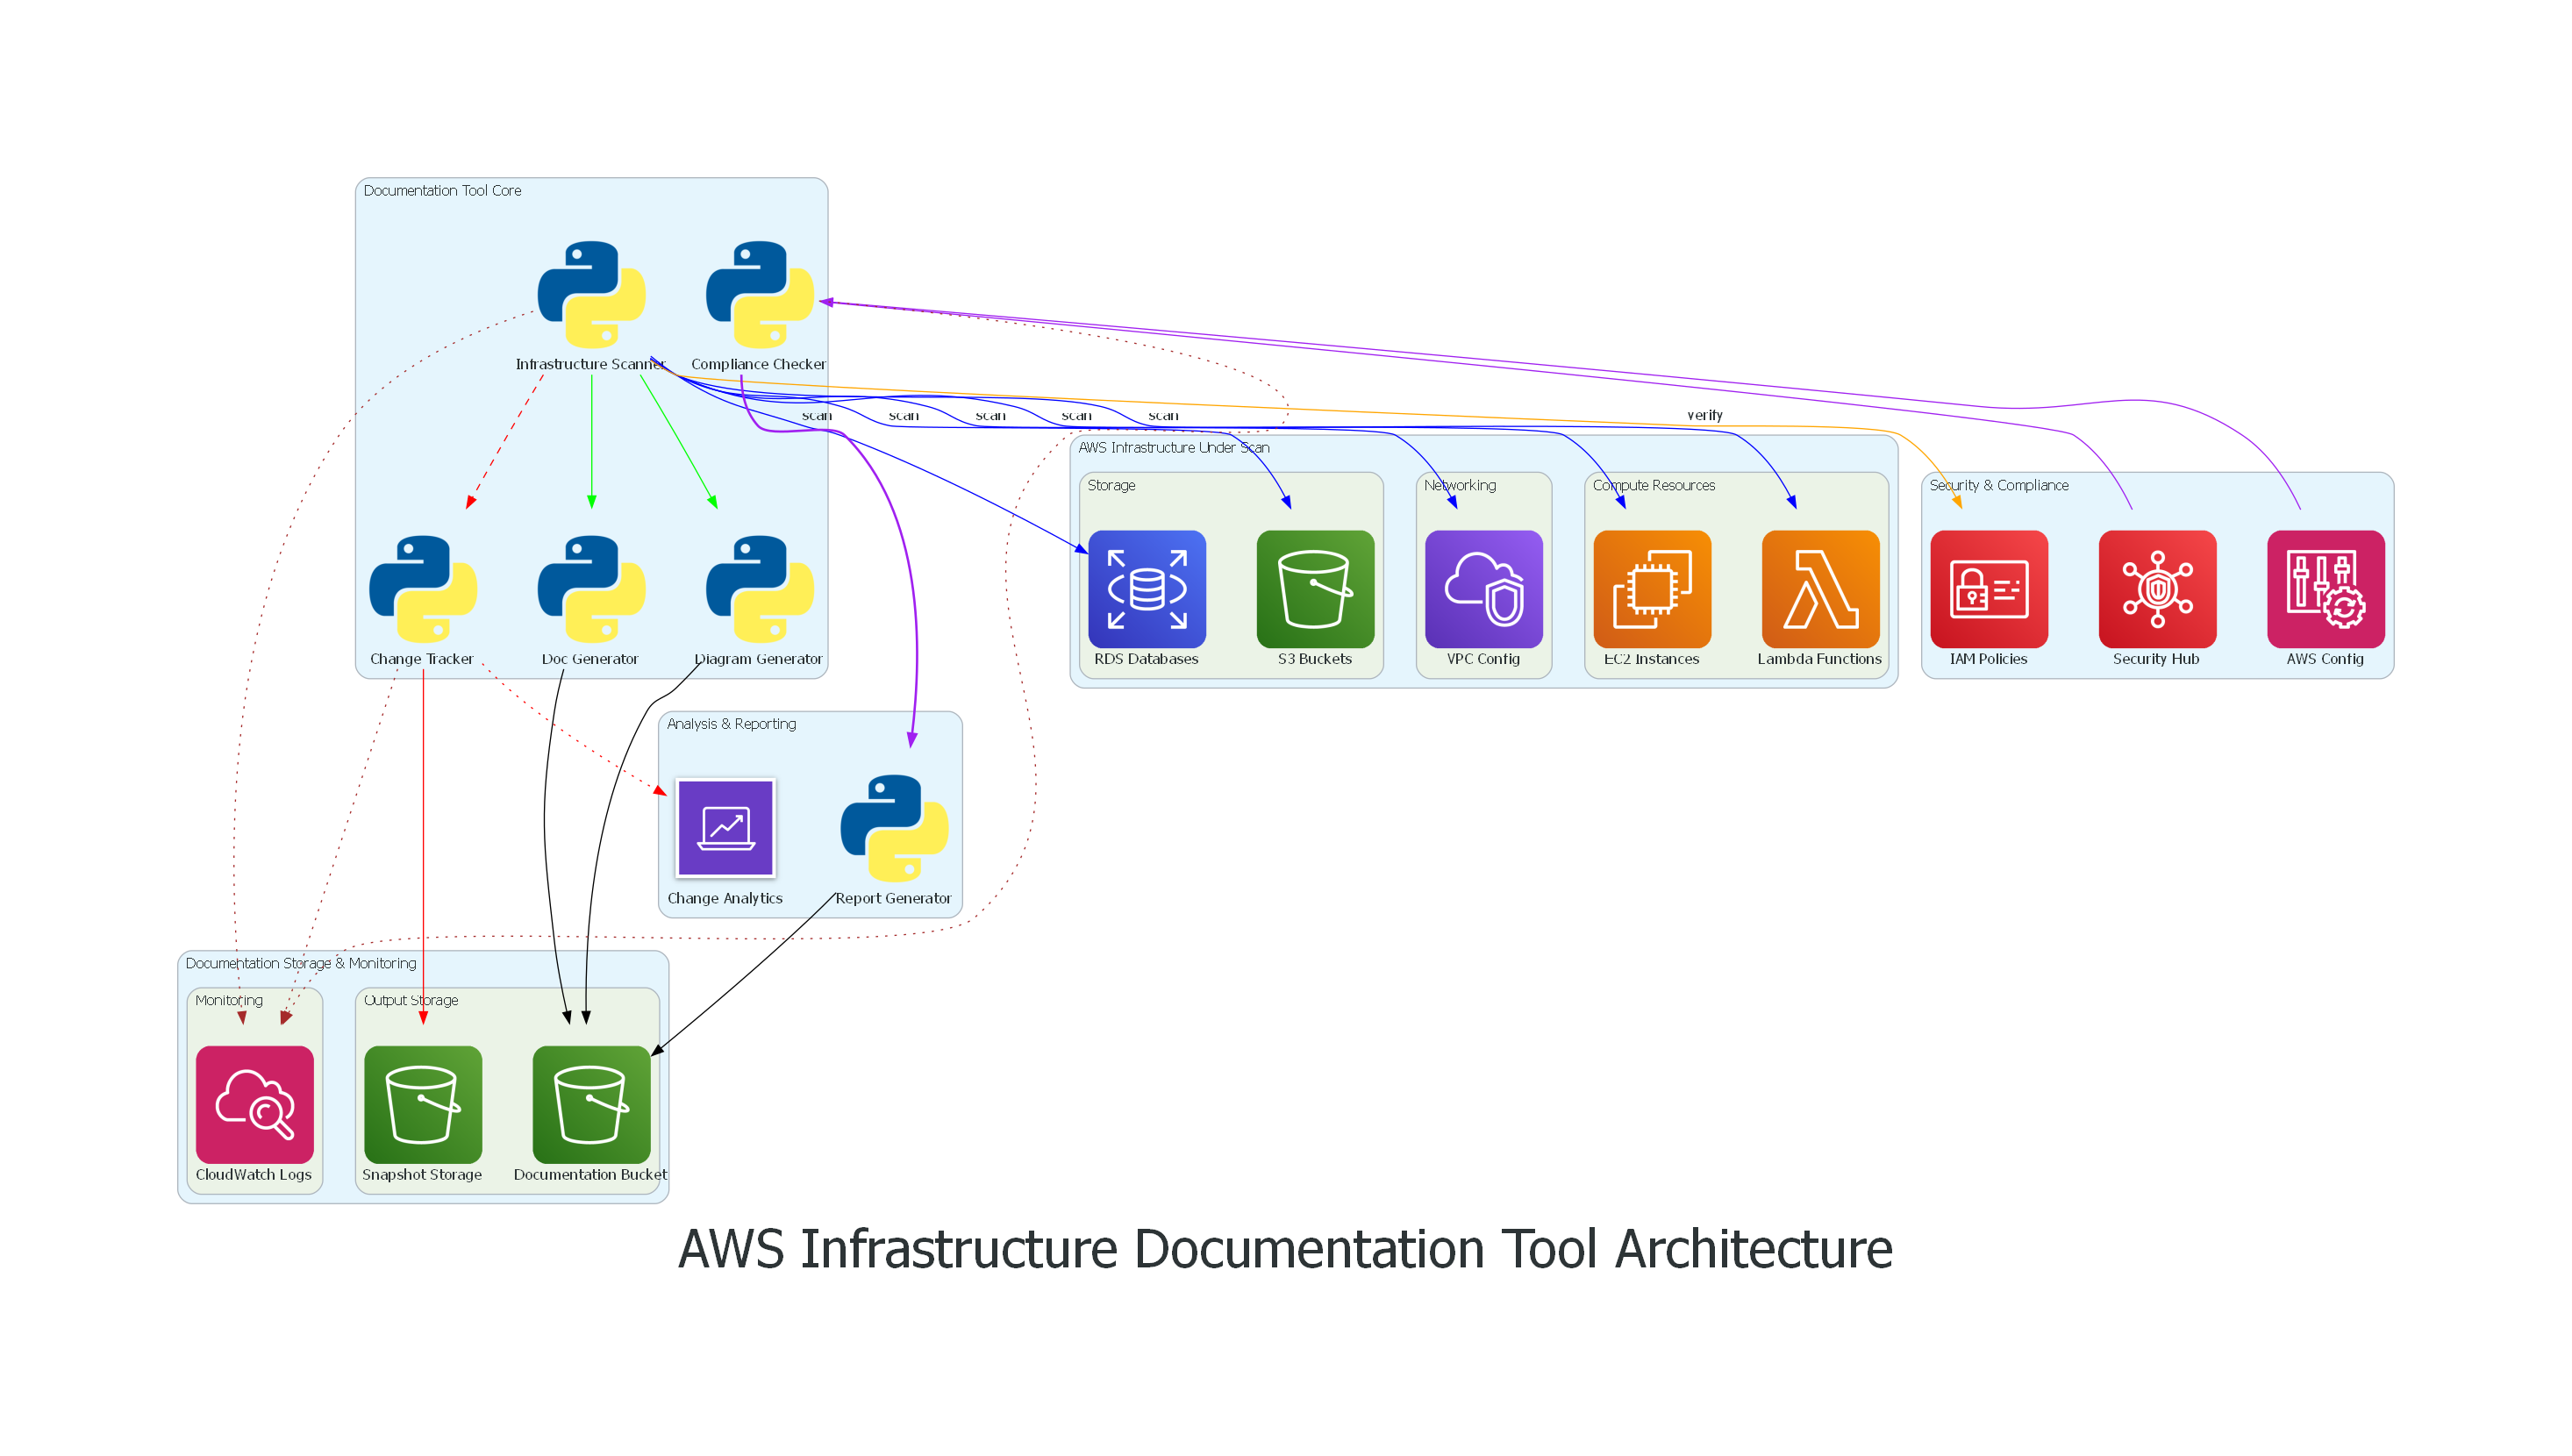 Documentation Tool Core
Infrastructure Scanner
Compliance Checker
scan
scan
scan
scan
scan
verify
AWS Infrastructure Under Scan
Storage
Networking
Compute Resources
Security & Compliance
Change Tracker
Doc Generator
Diagram Generator
RDS Databases
S3 Buckets
VPC Config
EC2 Instances
Lambda Functions
IAM Policies
Security Hub
AWS Config
Analysis & Reporting
Change Analytics
Report Generator
Documentation Storage & Monitoring
Monitoring
Output Storage
CloudWatch Logs
Snapshot Storage
Documentation Bucket
AWS Infrastructure Documentation Tool Architecture